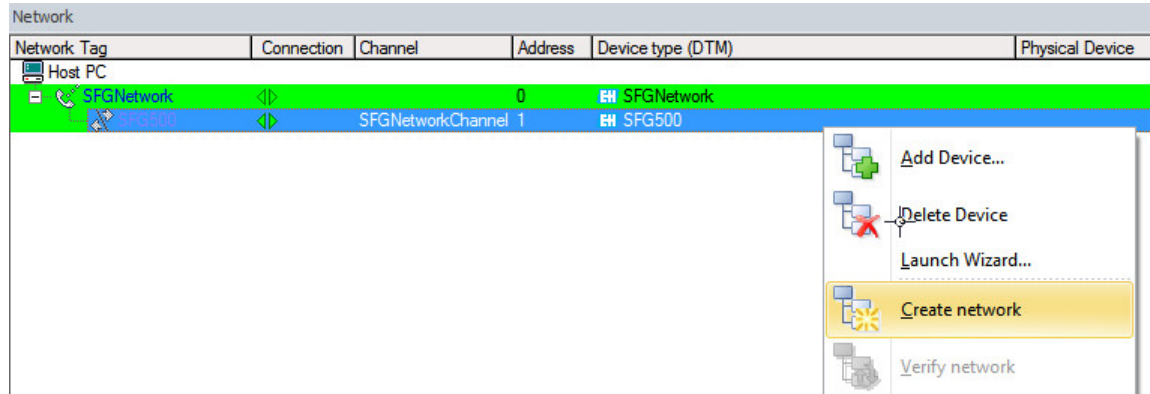 Network
Network Tag Connection Channel Address Device type (DTM) Physical Device
Host PC
SFGNetwork 0 EH SFGNetwork
SFG500 SFGNetworkChannel 1 EH SFG500
Add Device...
Delete Device
Launch Wizard...
Create network
Verify network